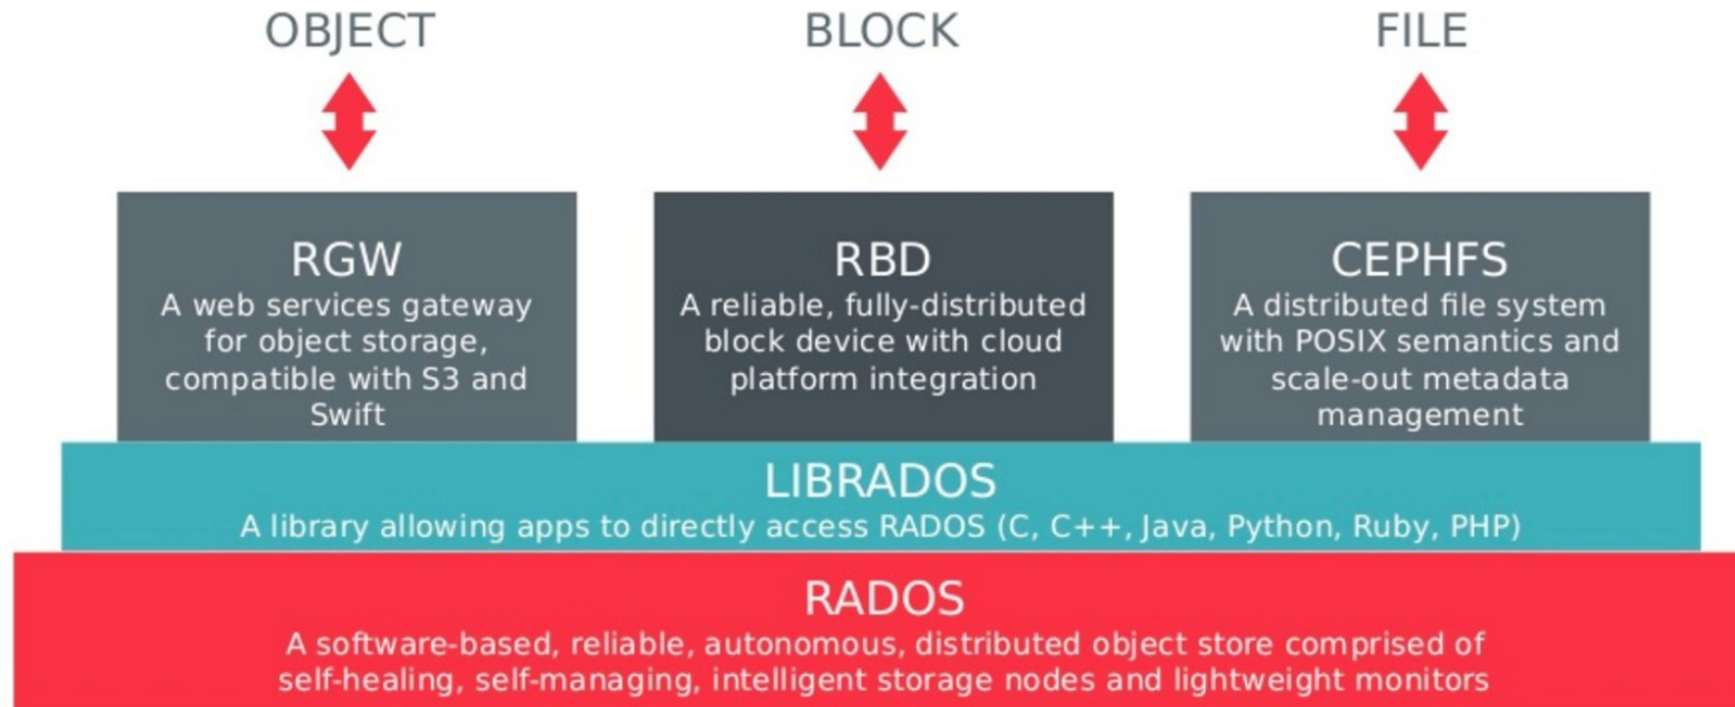 OBJECT
BLOCK
FILE
RGW
A web services gateway
for object storage,
compatible with S3 and
Swift
RBD
A reliable, fully-distributed
block device with cloud
platform integration
CEPHFS
A distributed file system
with POSIX semantics and
scale-out metadata
management
LIBRADOS
A library allowing apps to directly access RADOS (C, C++, Java, Python, Ruby, PHP)
RADOS
A software-based, reliable, autonomous, distributed object store comprised of
self-healing, self-managing, intelligent storage nodes and lightweight monitors